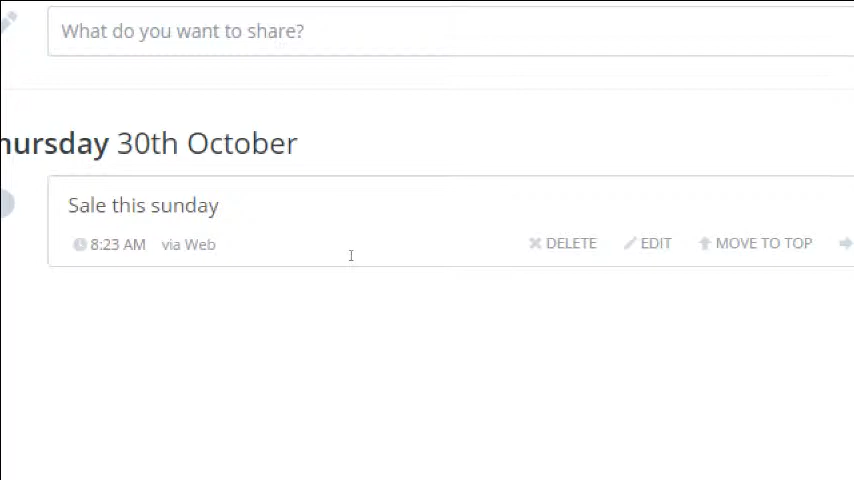 What do you want to share?
hursday 30th October
Sale this sunday
8:23 AM via Web DELETE EDIT MOVE TO TOP